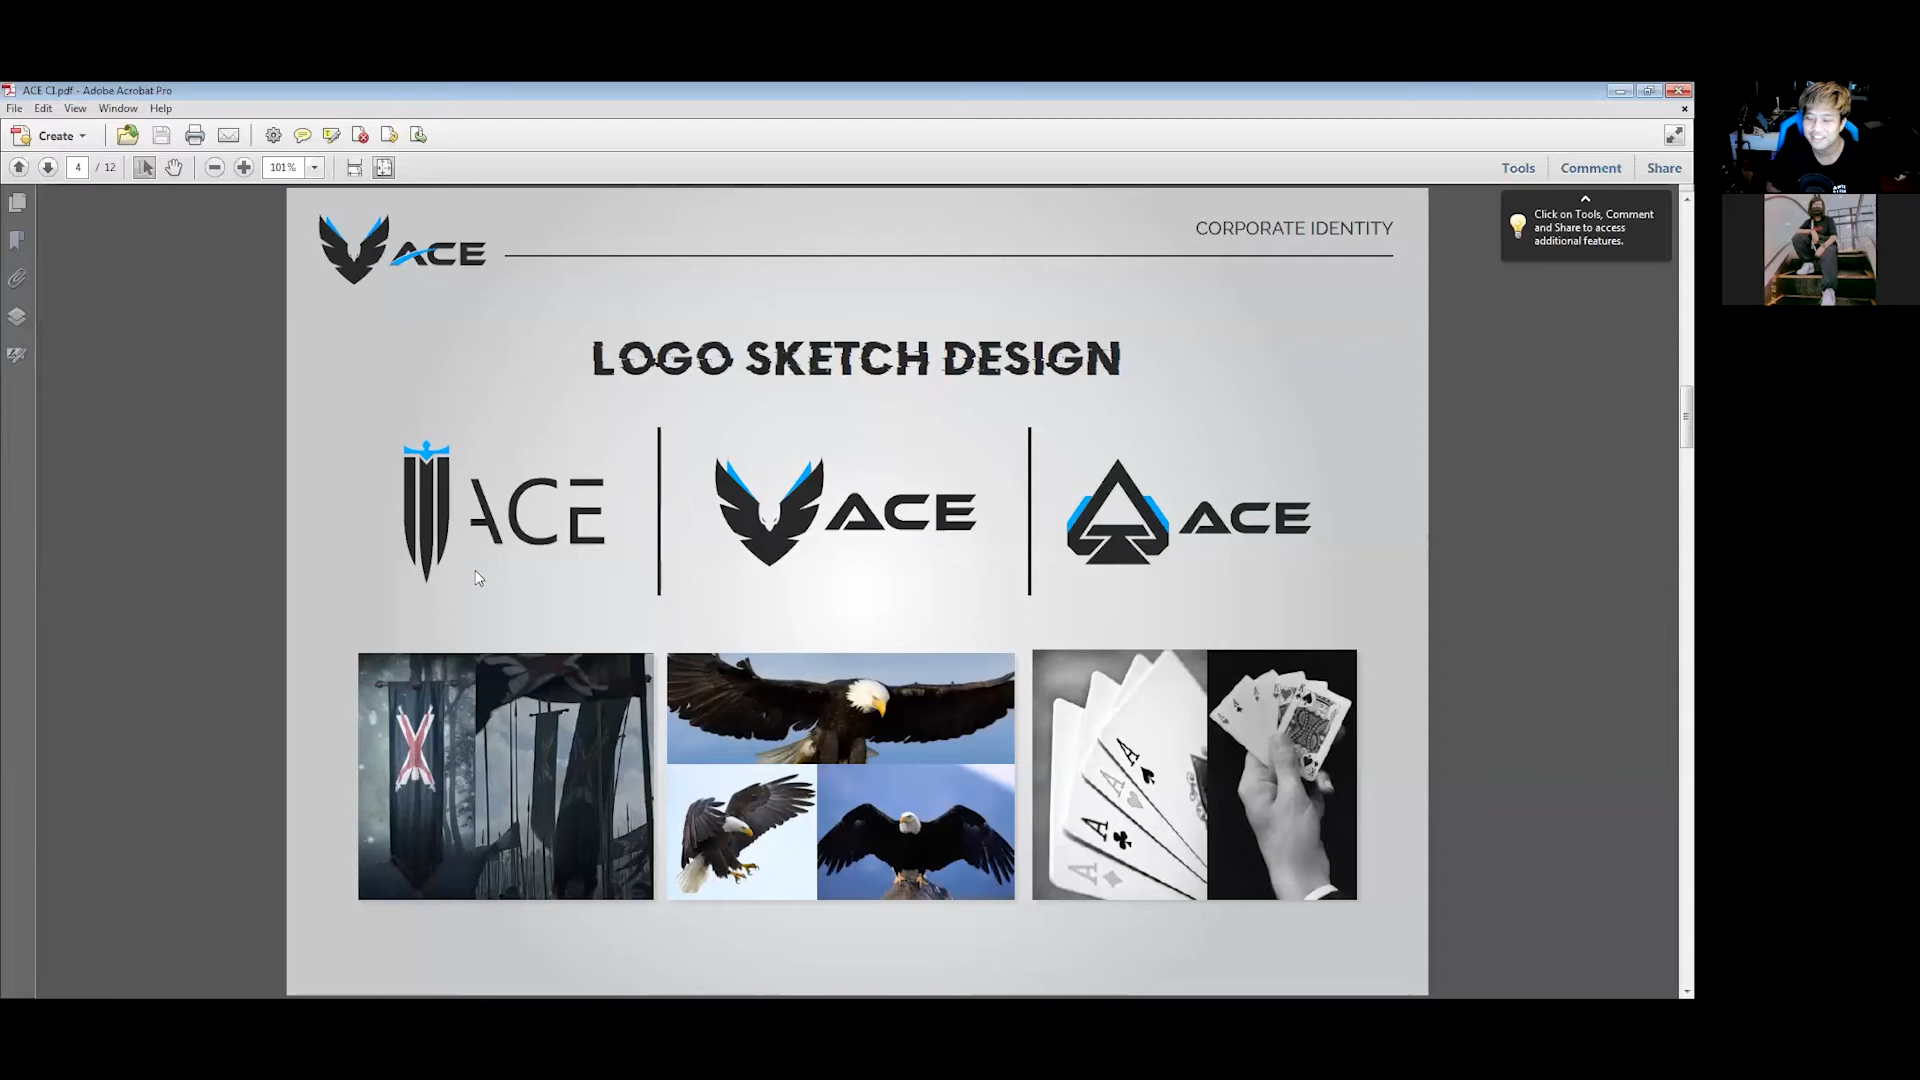 ACE CI.pdf - Adobe Acrobat Pro
File Edit View Window Help
Create
4 / 12 101% Tools Comment Share
Click on Tools, Comment
and Share to access
additional features.
ACE
CORPORATE IDENTITY
LOGO SKETCH DESIGN
ACE
ACE
ACE
A
A
A
A